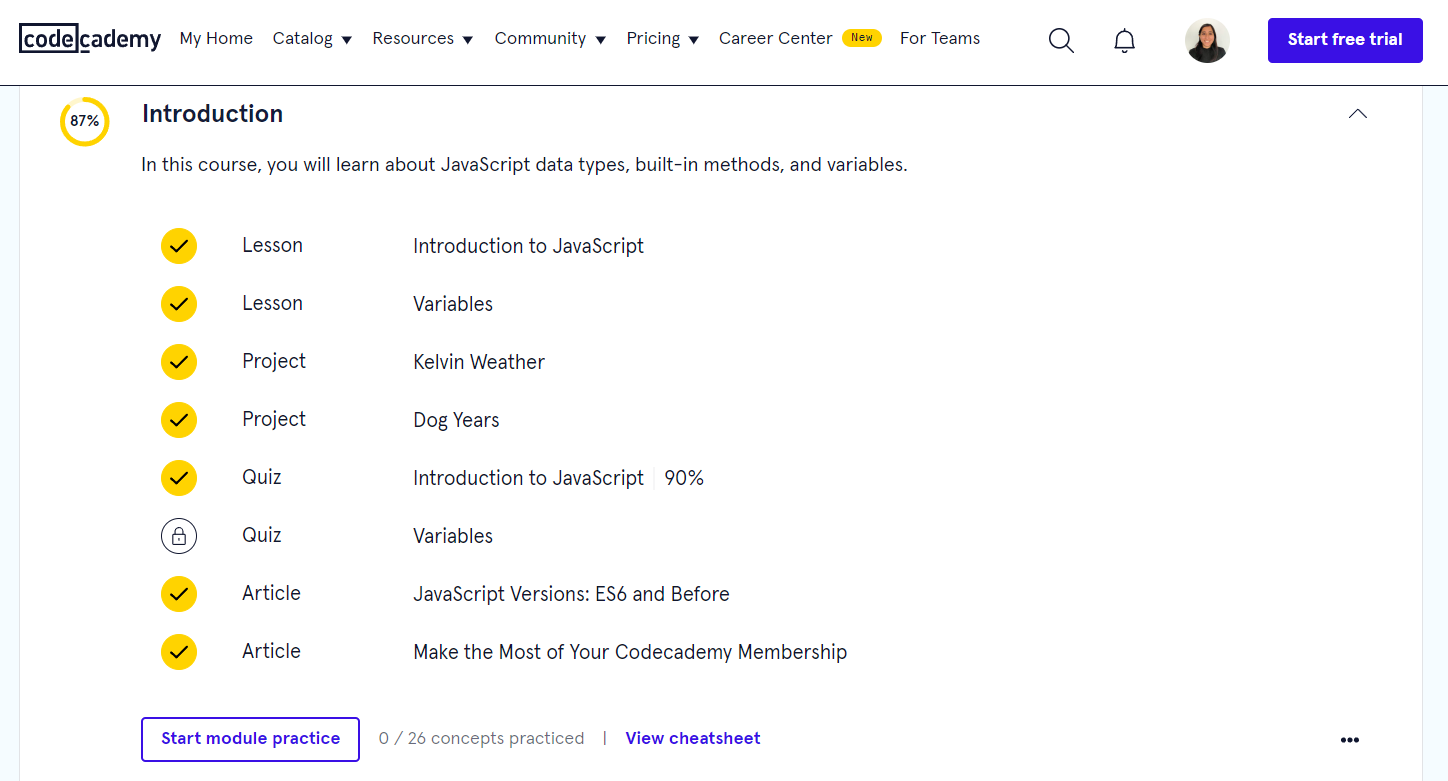 codecademy My Home Catalog Resources Community Pricing Career Center New For Teams Start free trial
87% Introduction
In this course, you will learn about JavaScript data types, built-in methods, and variables.
Lesson Introduction to JavaScript
Lesson Variables
Project Kelvin Weather
Project Dog Years
Quiz Introduction to JavaScript 90%
Quiz Variables
Article JavaScript Versions: ES6 and Before
Article Make the Most of Your Codecademy Membership
Start module practice 0 / 26 concepts practiced | View cheatsheet